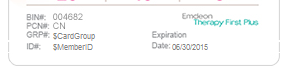 BIN#: 004682
PCN#: CN
GRP#: $CardGroup
ID#: $MemberID
Emdeon
Therapy First Plus
Expiration
Date: 06/30/2015